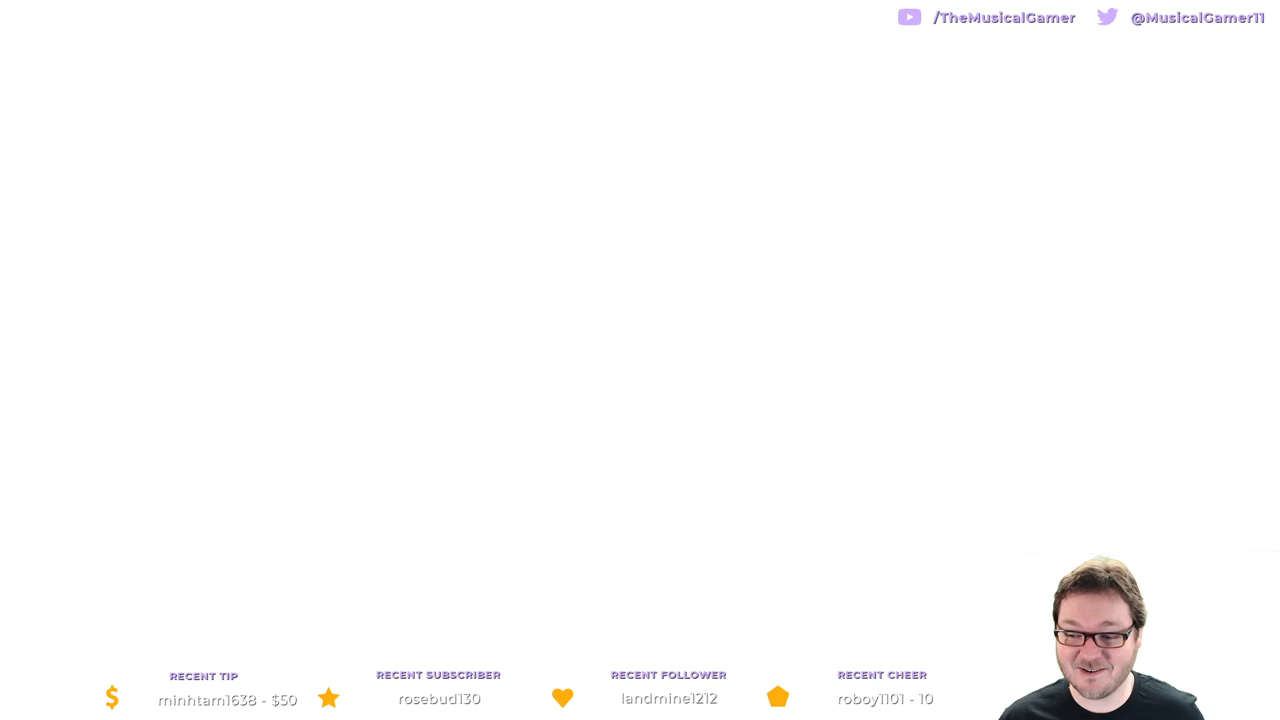 /TheMusicalGamer @MusicalGamer11
RECENT TIP RECENT SUBSCRIBER RECENT FOLLOWER RECENT CHEER
minhtam1638 - $50 rosebud130 landmine1212 roboy1101 - 10